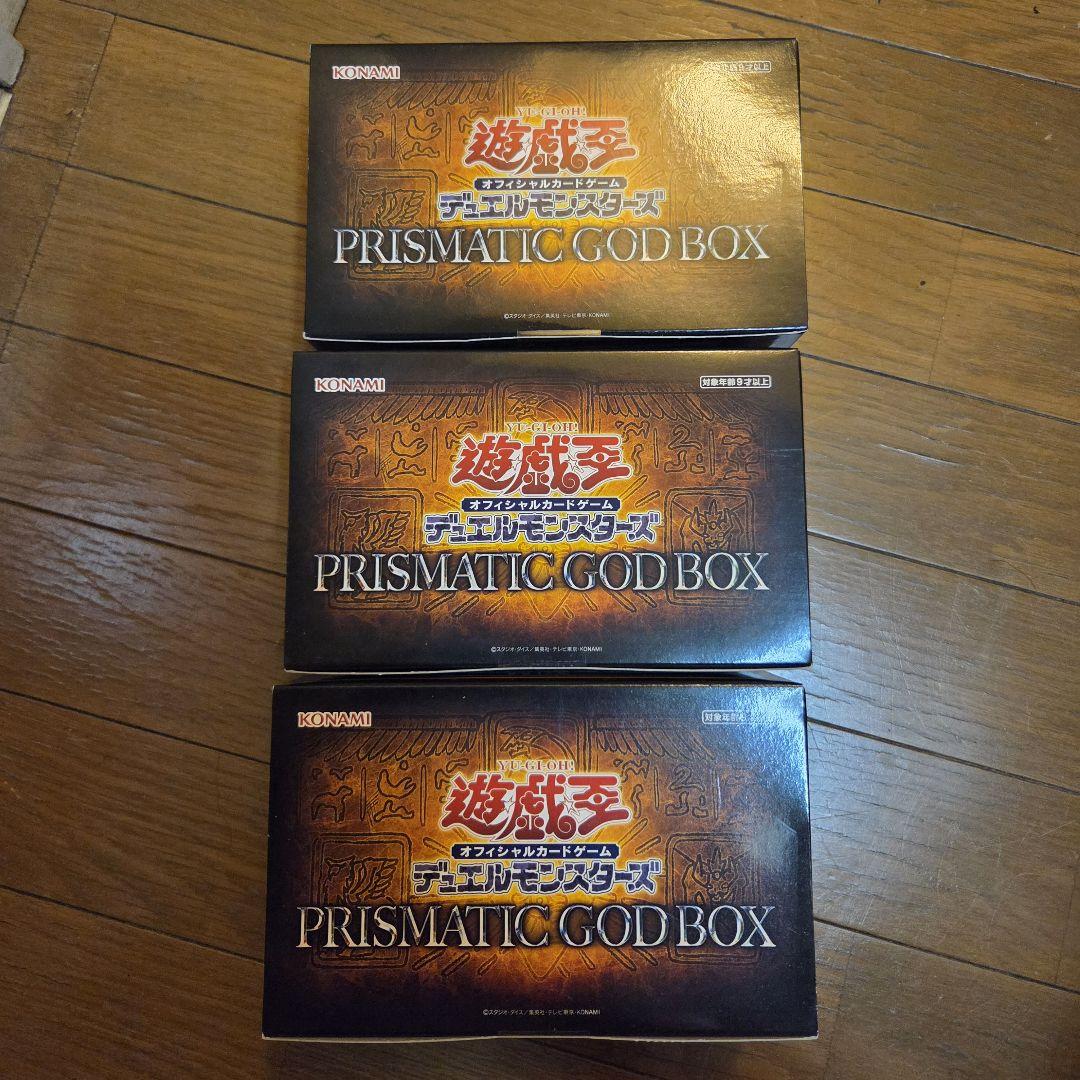 KONAMI
YU-GI-OH!
遊戯王
オフィシャルカードゲーム
デュエルモンスターズ
PRISMATIC GOD BOX
©スタジオ・ダイス/集英社・テレビ東京・KONAMI
KONAMI
対象年齢9才以上
YU-GI-OH!
遊戯王
オフィシャルカードゲーム
デュエルモンスターズ
PRISMATIC GOD BOX
©スタジオ・ダイス/集英社・テレビ東京・KONAMI
KONAMI
対象年齢
YU-GI-OH!
遊戯王
オフィシャルカードゲーム
デュエルモンスターズ
PRISMATIC GOD BOX
©スタジオ・ダイス/集英社・テレビ東京・KONAMI